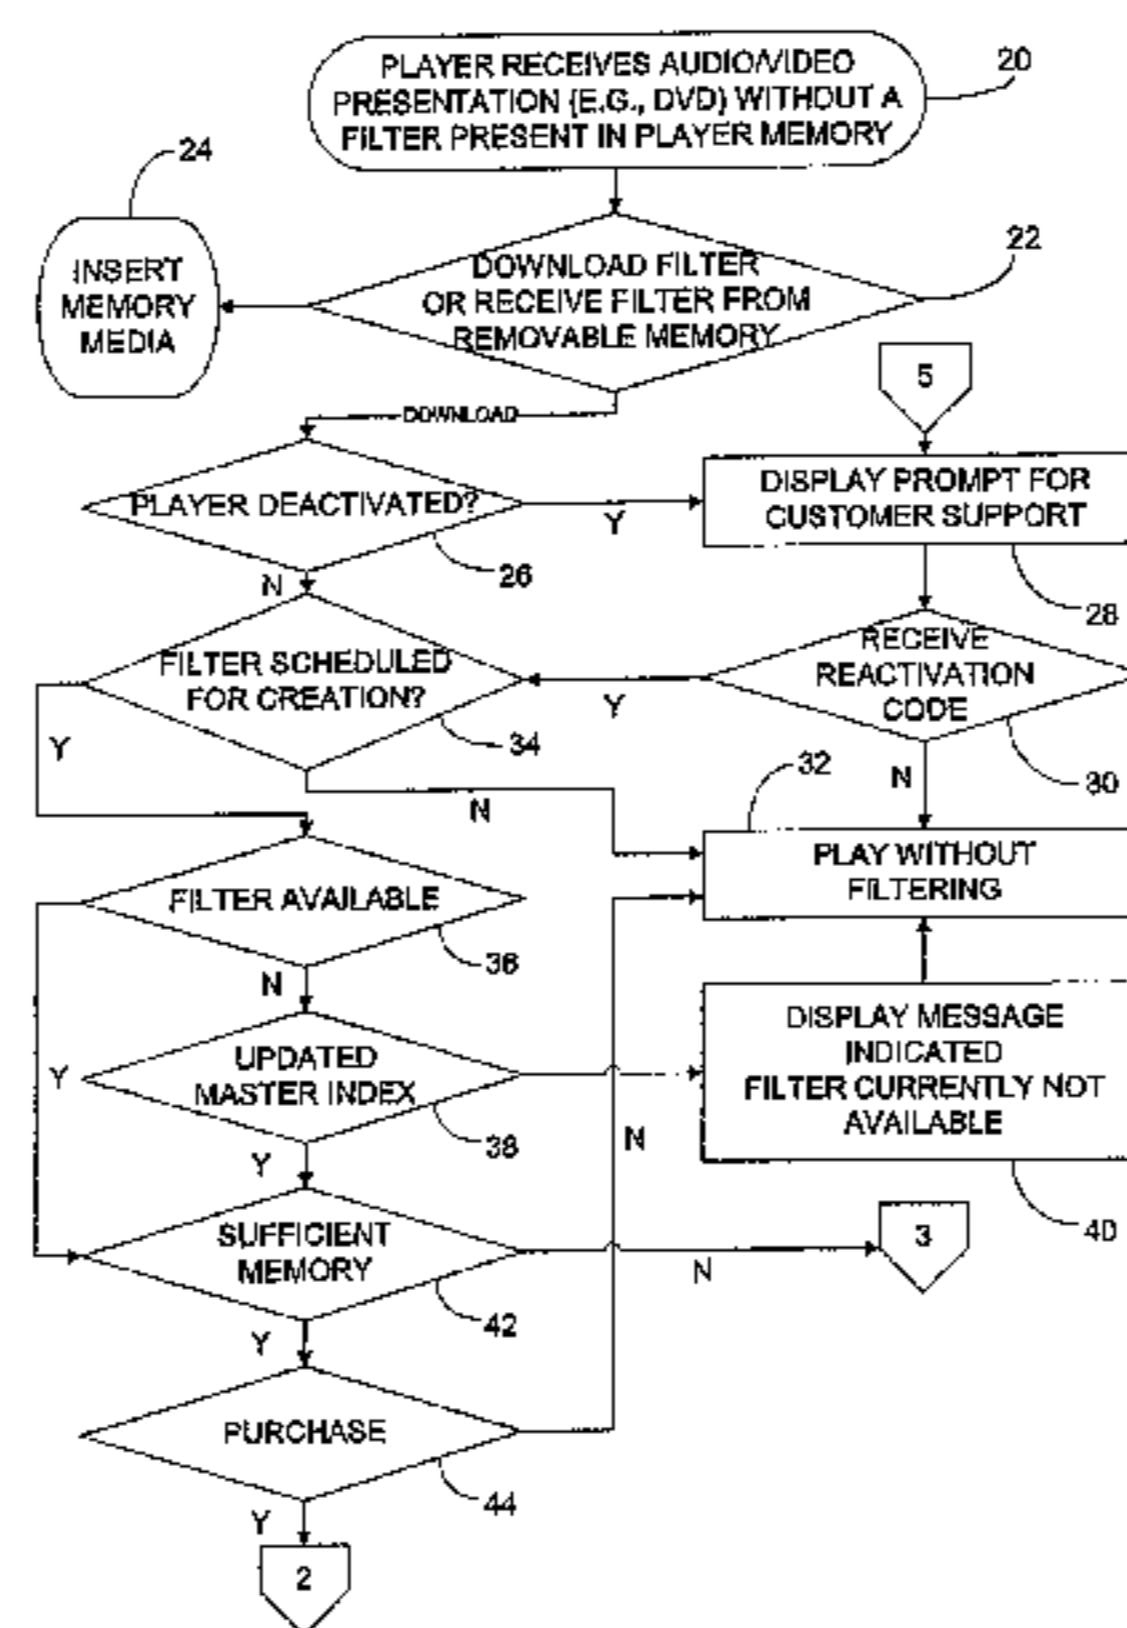 PLAYER RECEIVES AUDIO/VIDEO
PRESENTATION (E.G., DVD) WITHOUT A
FILTER PRESENT IN PLAYER MEMORY
20
24
INSERT
MEMORY
MEDIA
DOWNLOAD FILTER
OR RECEIVE FILTER FROM
REMOVABLE MEMORY
22
5
DOWNLOAD
PLAYER DEACTIVATED?
Y
26
N
DISPLAY PROMPT FOR
CUSTOMER SUPPORT
28
FILTER SCHEDULED
FOR CREATION?
Y
34
Y
N
RECEIVE
REACTIVATION
CODE
30
N
32
PLAY WITHOUT
FILTERING
FILTER AVAILABLE
36
N
Y
UPDATED
MASTER INDEX
38
Y
DISPLAY MESSAGE
INDICATED
FILTER CURRENTLY NOT
AVAILABLE
40
N
SUFFICIENT
MEMORY
42
N
3
Y
PURCHASE
44
Y
2